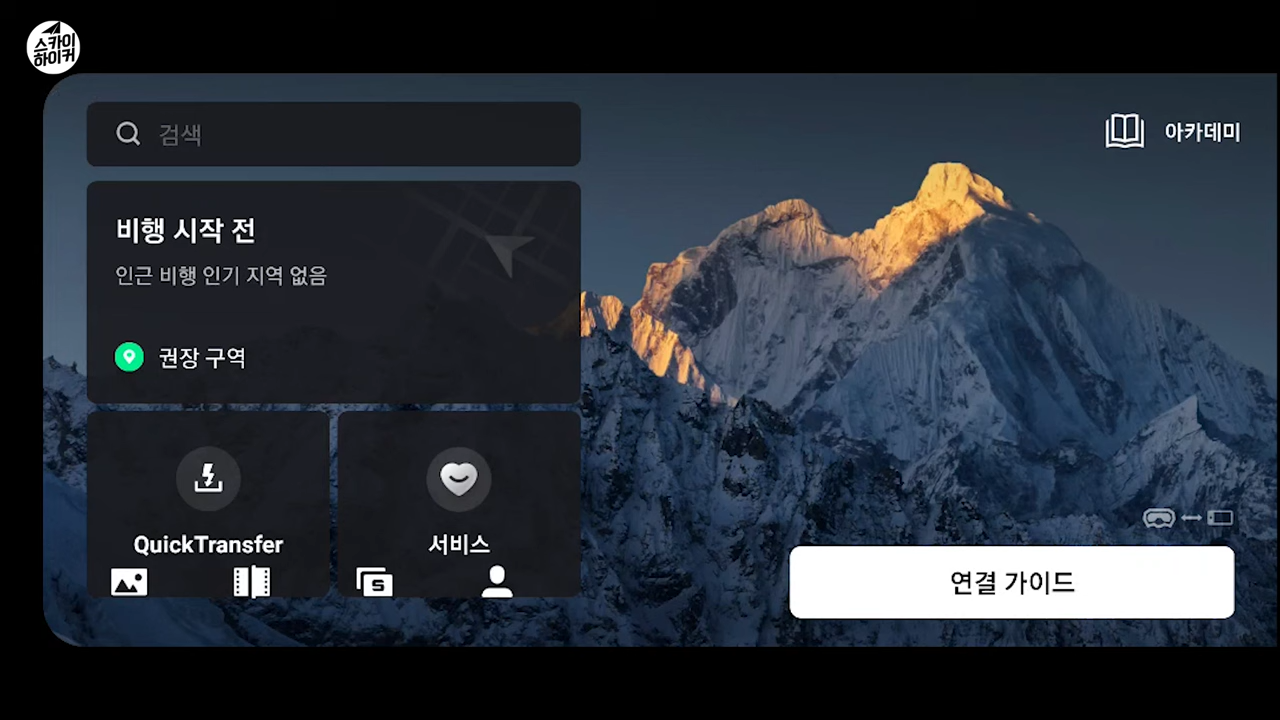 스카이
하이커
검색
아카데미
비행 시작 전
인근 비행 인기 지역 없음
권장 구역
QuickTransfer
서비스
S
연결 가이드